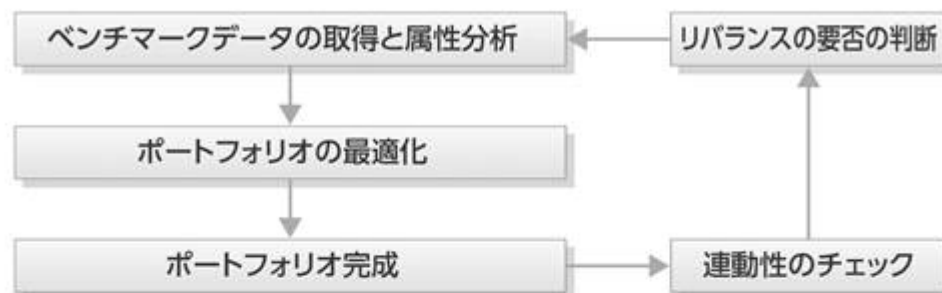 ベンチマークデータの取得と属性分析
リバランスの要否の判断
ポートフォリオの最適化
ポートフォリオ完成
連動性のチェック